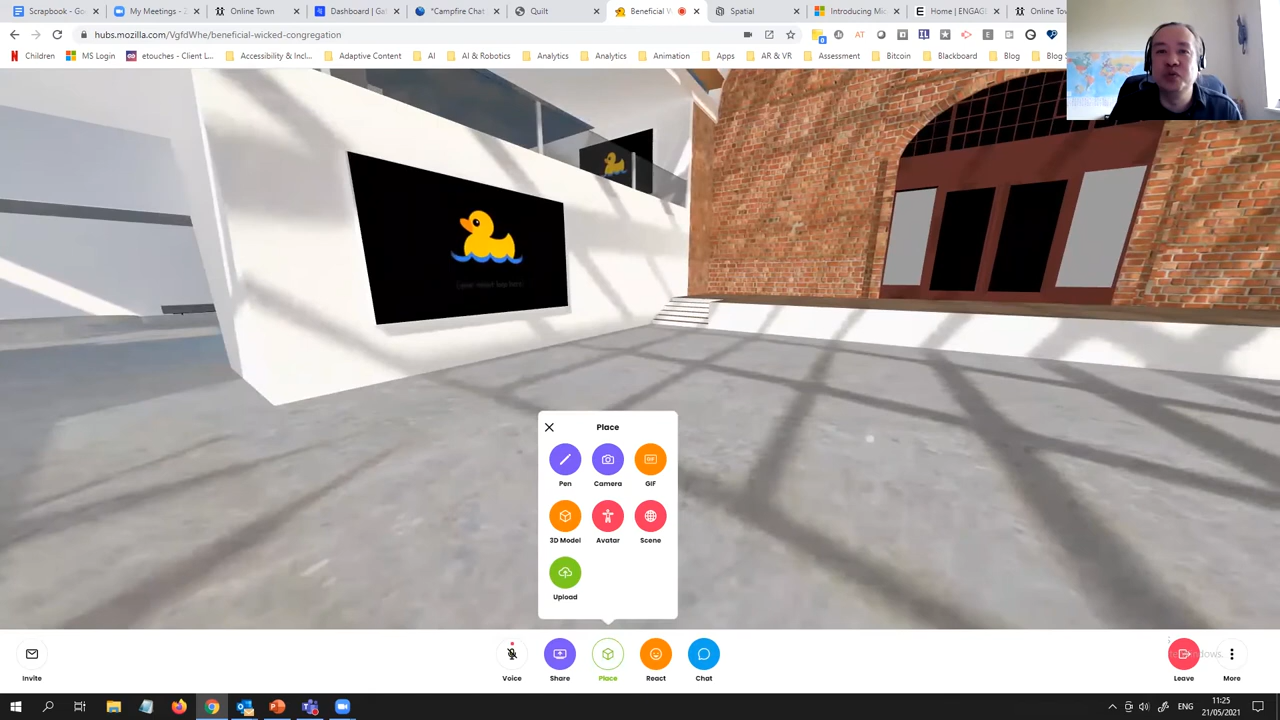 Scrapbook - Go
My Meetings - Z
Online Town
Dashboard | Gat
*Campfire Chat
Quilt
Beneficial W
Spatial
Introducing Mic
Home | ENGAGE
Online Tow
hubs.mozilla.com/VgfdWhe/beneficial-wicked-congregation
Children
MS Login
etouches - Client L...
Accessibility & Incl...
Adaptive Content
AI
AI & Robotics
Analytics
Analytics
Animation
Apps
AR & VR
Assessment
Bitcoin
Blackboard
Blog
Place
Pen
Camera
GIF
3D Model
Avatar
Scene
Upload
Invite
Voice
Share
Place
React
Chat
Leave
More
ENG
11:25
21/05/2021